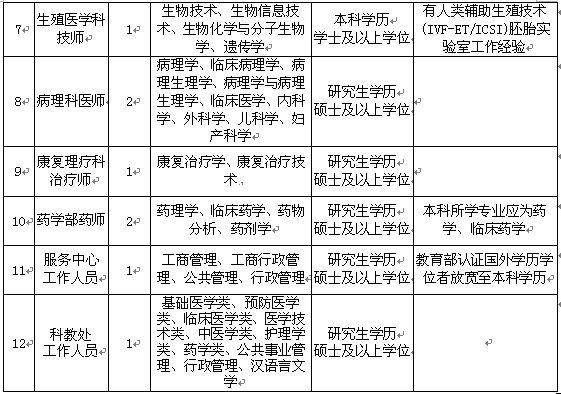 7
生殖医学科
技师
1
生物技术、生物信息技
术、生物化学与分子生物
学、遗传学
本科学历
学士及以上学位
有人类辅助生殖技术
(IVF-ET/ICSI)胚胎实
验室工作经验
8
病理科医师
2
病理学、临床病理学、病
理生理学、病理学与病理
生理学、临床医学、内科
学、外科学、儿科学、妇
产科学
研究生学历
硕士及以上学位
9
康复理疗科
治疗师
1
康复治疗学、康复治疗技
术
研究生学历
硕士及以上学位
10
药学部药师
2
药理学、临床药学、药物
分析、药剂学
研究生学历
硕士及以上学位
本科所学专业应为药
学、临床药学
11
服务中心
工作人员
1
工商管理、工商行政管
理、公共管理、行政管理
研究生学历
硕士及以上学位
教育部认证国外学历学
位者放宽至本科学历
12
科教处
工作人员
1
基础医学类、预防医学
类、临床医学类、医学技
术类、中医学类、护理学
类、药学类、公共事业管
理、行政管理、汉语言文
学
研究生学历
硕士及以上学位